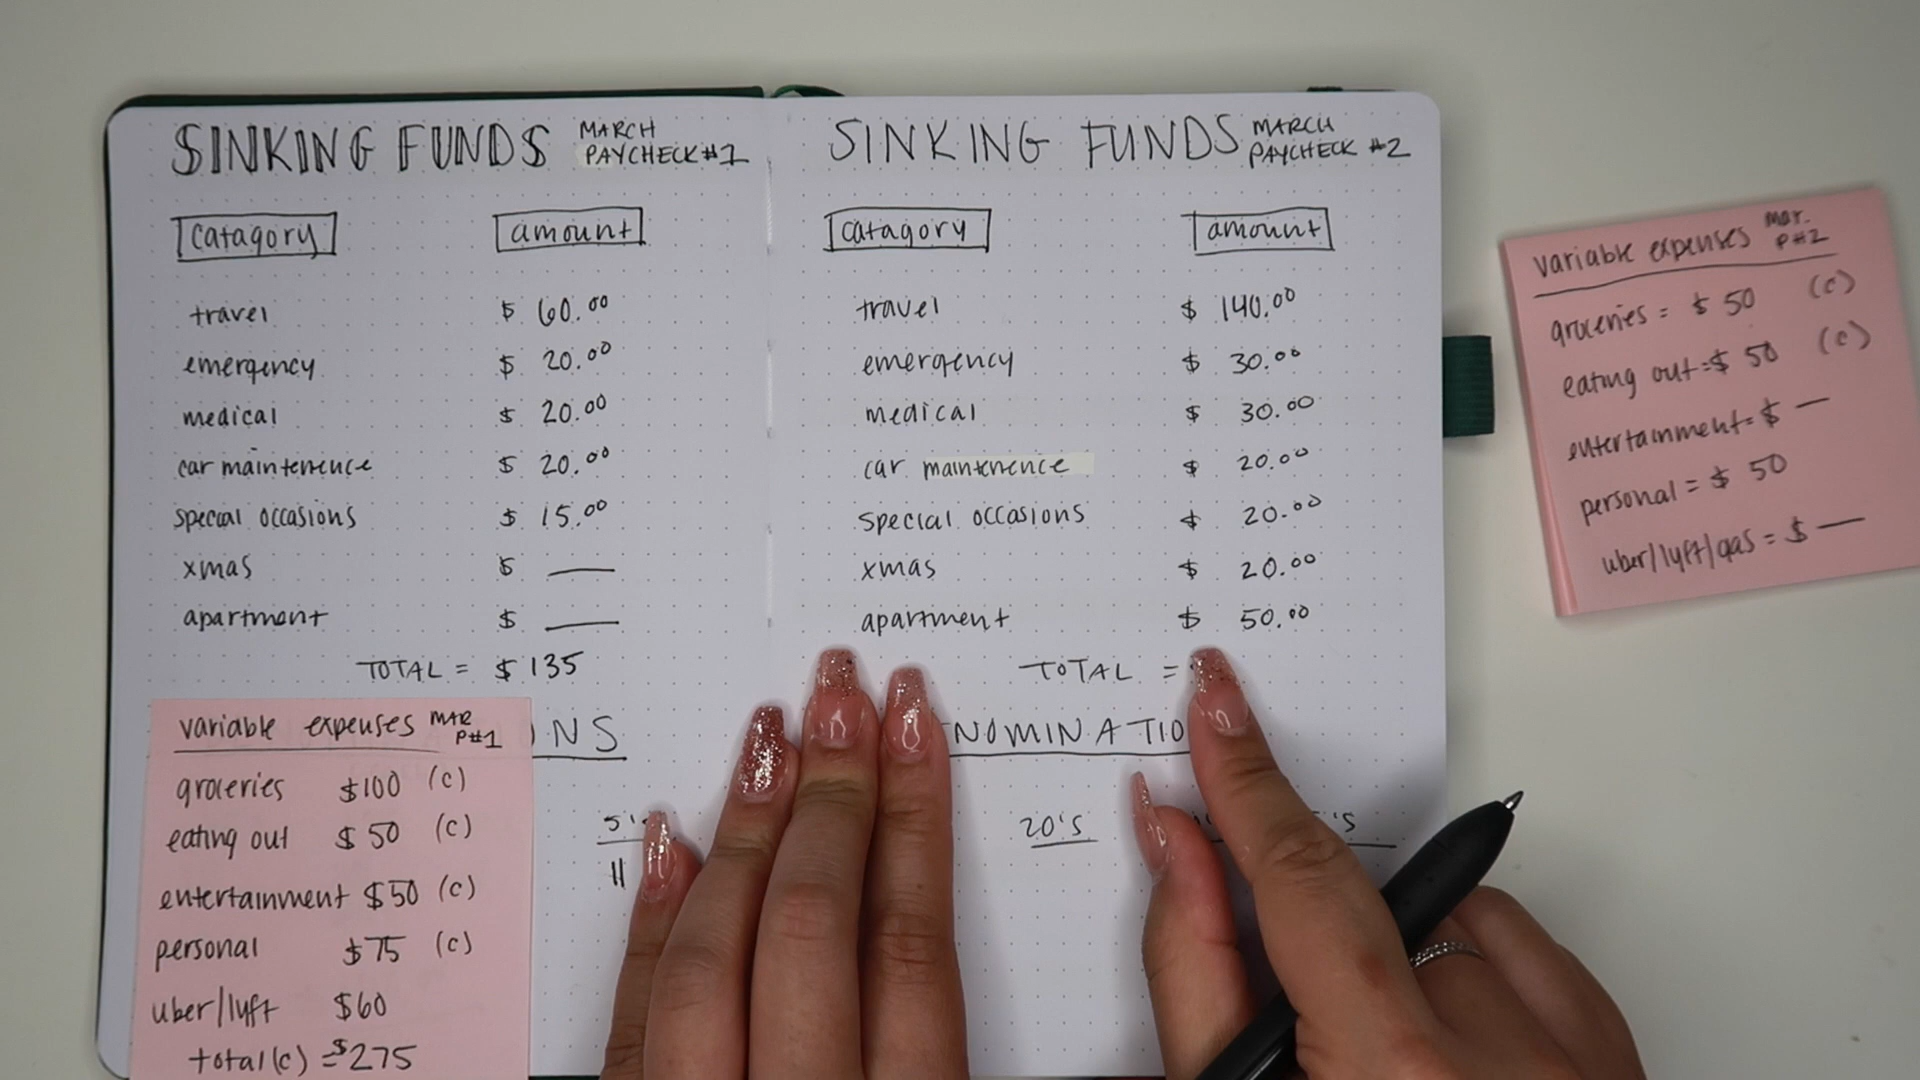 SINKING FUNDS MARCH
PAYCHECK #1
catagory amount
travel $ 60.00
emergency $ 20.00
medical $ 20.00
car maintenence $ 20.00
special occasions $ 15.00
xmas $ —
apartment $ —
TOTAL = $ 135
variable expenses MAR
P#1
groceries $100 (c)
eating out $50 (c)
entertainment $50 (c)
personal $75 (c)
uber/lyft $60
total(c) = $275
SINKING FUNDS MARCH
PAYCHECK #2
catagory amount
travel $ 140.00
emergency $ 30.00
medical $ 30.00
car maintenence $ 20.00
special occasions $ 20.00
xmas $ 20.00
apartment $ 50.00
TOTAL =
20'S
variable expenses Mar.
P#2
groceries = $ 50 (c)
eating out = $ 50 (c)
entertainment = $ —
personal = $ 50
uber/lyft/gas = $ —